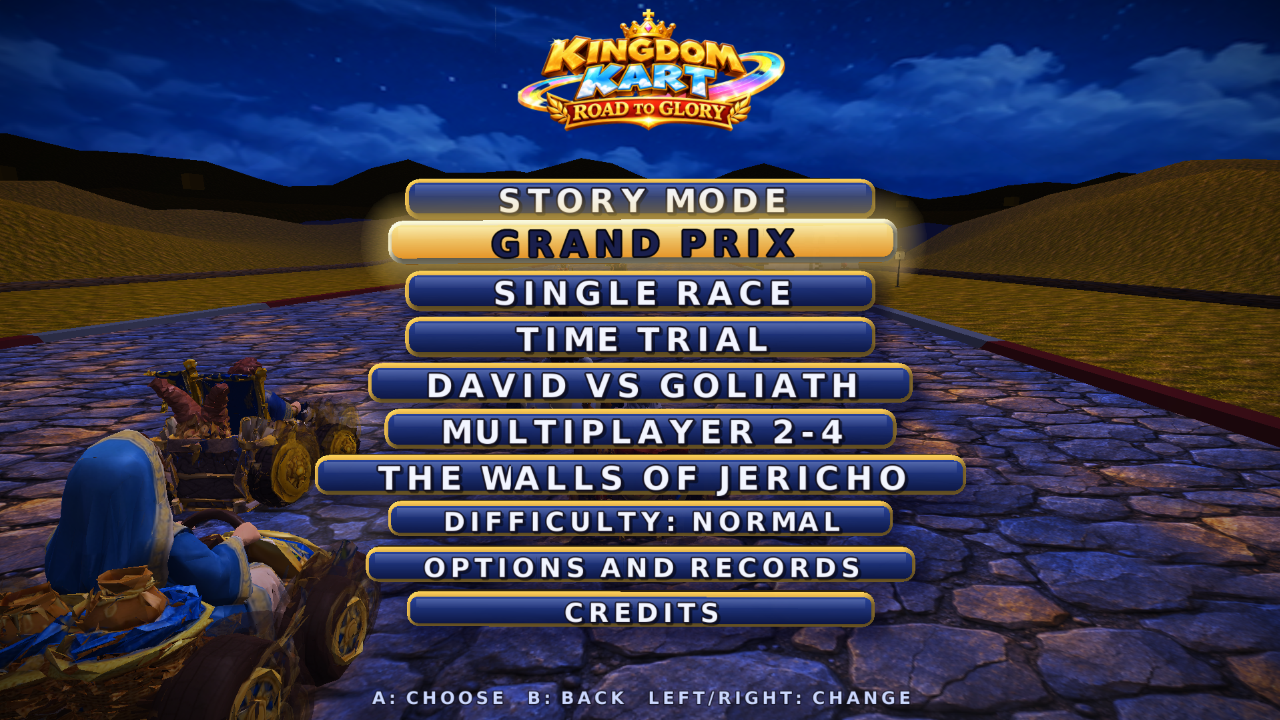 KINGDOM
KART
ROAD TO GLORY
STORY MODE
GRAND PRIX
SINGLE RACE
TIME TRIAL
DAVID VS GOLIATH
MULTIPLAYER 2-4
THE WALLS OF JERICHO
DIFFICULTY: NORMAL
OPTIONS AND RECORDS
CREDITS
A: CHOOSE B: BACK LEFT/RIGHT: CHANGE